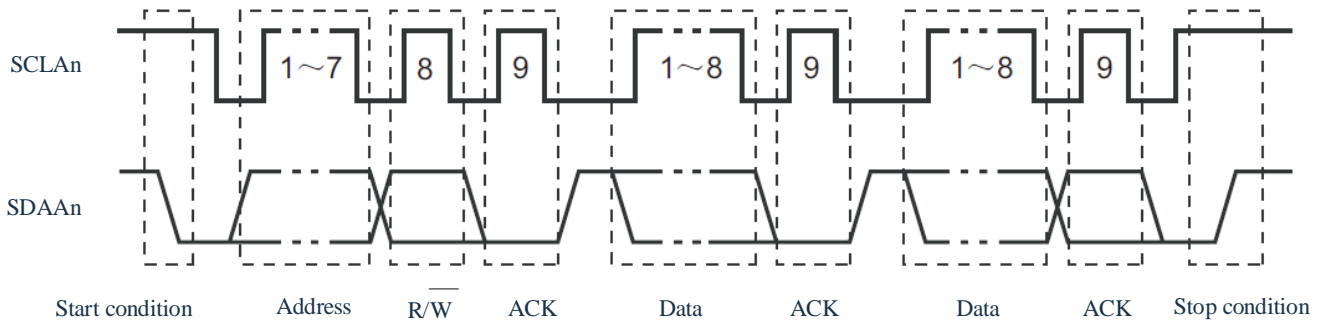 SCLAn
1～7
8
9
1～8
9
1～8
9
SDAAn
Start condition
Address
R/W̅
ACK
Data
ACK
Data
ACK
Stop condition